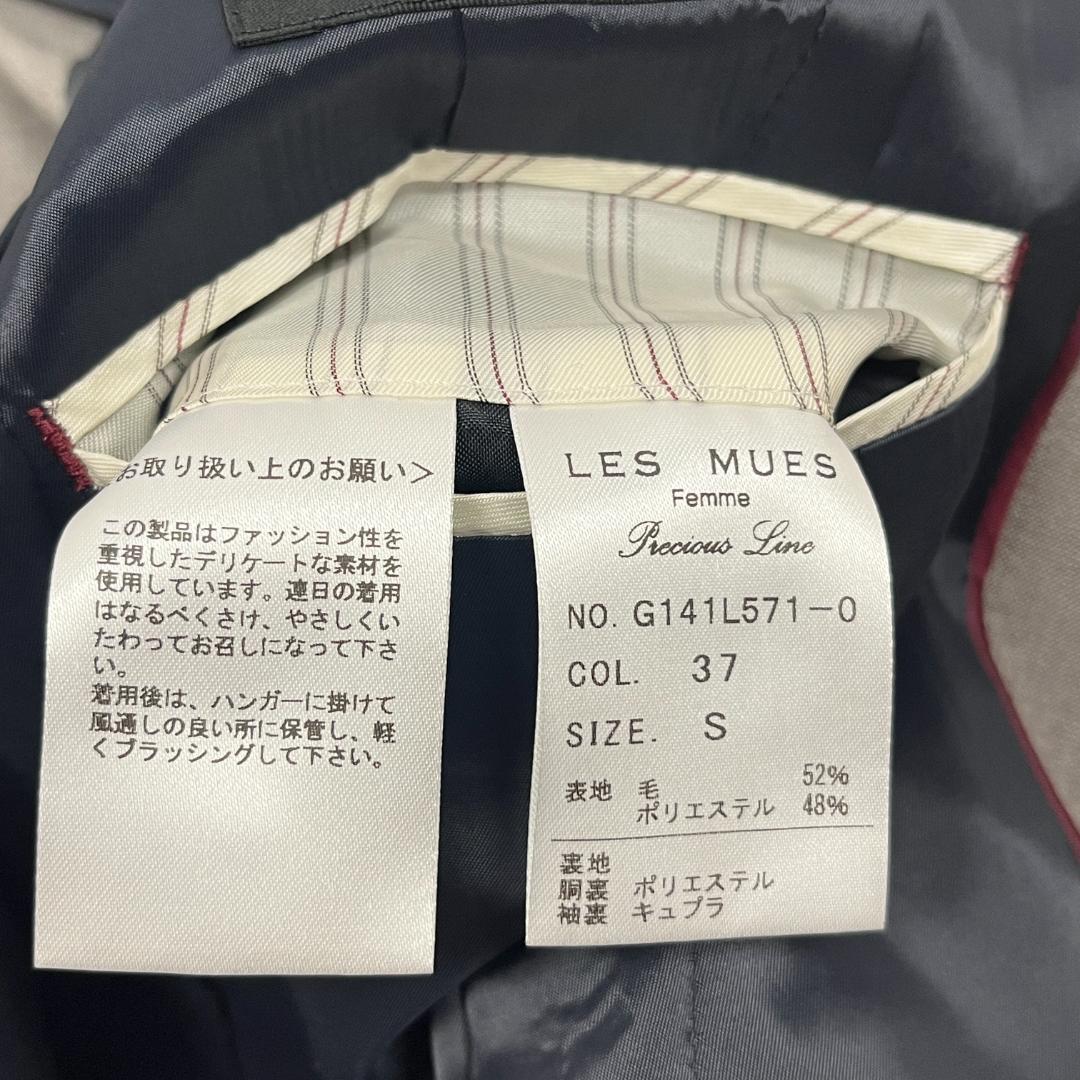 お取り扱い上のお願い＞
この製品はファッション性を
重視したデリケートな素材を
使用しています。連日の着用
はなるべくさけ、やさしくい
たわってお召しになって下さ
い。
着用後は、ハンガーに掛けて
風通しの良い所に保管し、軽
くブラッシングして下さい。
LES MUES
Femme
Precious Line
NO. G141L571-0
COL. 37
SIZE. S
表地 毛 52%
ポリエステル 48%
裏地
胴裏 ポリエステル
袖裏 キュプラ